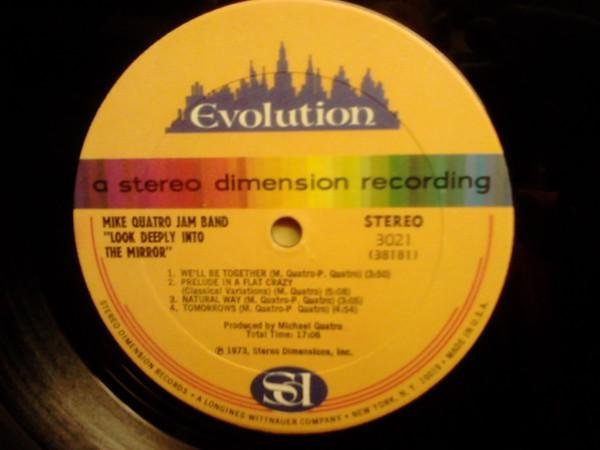 Evolution
a stereo dimension recording
MIKE QUATRO JAM BAND
"LOOK DEEPLY INTO
THE MIRROR"
STEREO
3021
(38181)
1. WE'LL BE TOGETHER (M. Quatro-P. Quatro) (3:50)
2. PRELUDE IN A FLAT CRAZY
(Classical Variations) (M. Quatro) (5:08)
3. NATURAL WAY (M. Quatro-P. Quatro) (3:05)
4. TOMORROWS (M. Quatro-P Quatro) (4:54)
Produced by Michael Quatro
Total Time: 17:06
℗ 1973, Stereo Dimensions, Inc.
SDI
STEREO DIMENSION RECORDS • A LONGINES-WITTNAUER COMPANY • NEW YORK, N. Y. 10019 • MADE IN U.S.A.